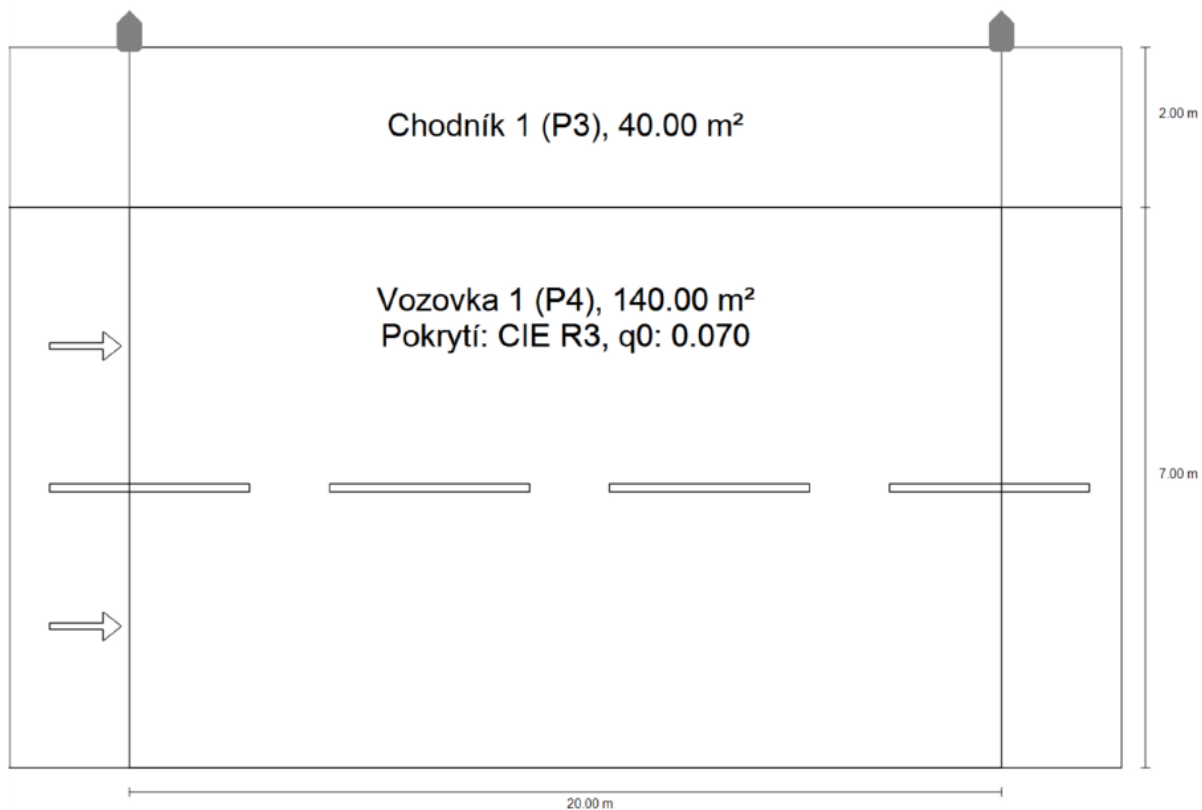 Chodník 1 (P3), 40.00 m²
2.00 m
Vozovka 1 (P4), 140.00 m²
Pokrytí: CIE R3, q0: 0.070
7.00 m
20.00 m